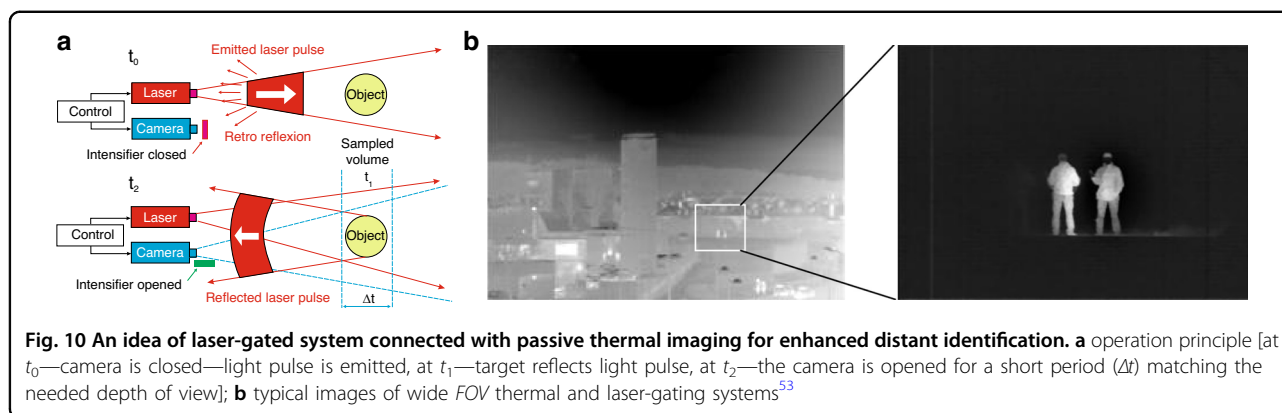 a
t0
Emitted laser pulse
Laser
Control
Camera
Object
Retro reflexion
Intensifier closed
Sampled
volume
t1
t2
Laser
Control
Camera
Object
Intensifier opened
Reflected laser pulse
Δt
b
Fig. 10 An idea of laser-gated system connected with passive thermal imaging for enhanced distant identification. a operation principle [at
t0—camera is closed—light pulse is emitted, at t1—target reflects light pulse, at t2—the camera is opened for a short period (Δt) matching the
needed depth of view]; b typical images of wide FOV thermal and laser-gating systems53